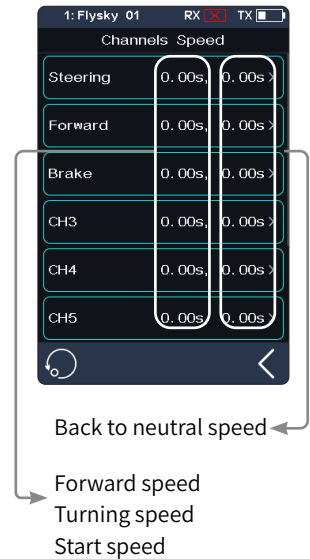 1: Flysky 01 RX TX
Channels Speed
Steering 0.00s, 0.00s >
Forward 0.00s, 0.00s >
Brake 0.00s, 0.00s >
CH3 0.00s, 0.00s >
CH4 0.00s, 0.00s >
CH5 0.00s, 0.00s >
Back to neutral speed
Forward speed
Turning speed
Start speed